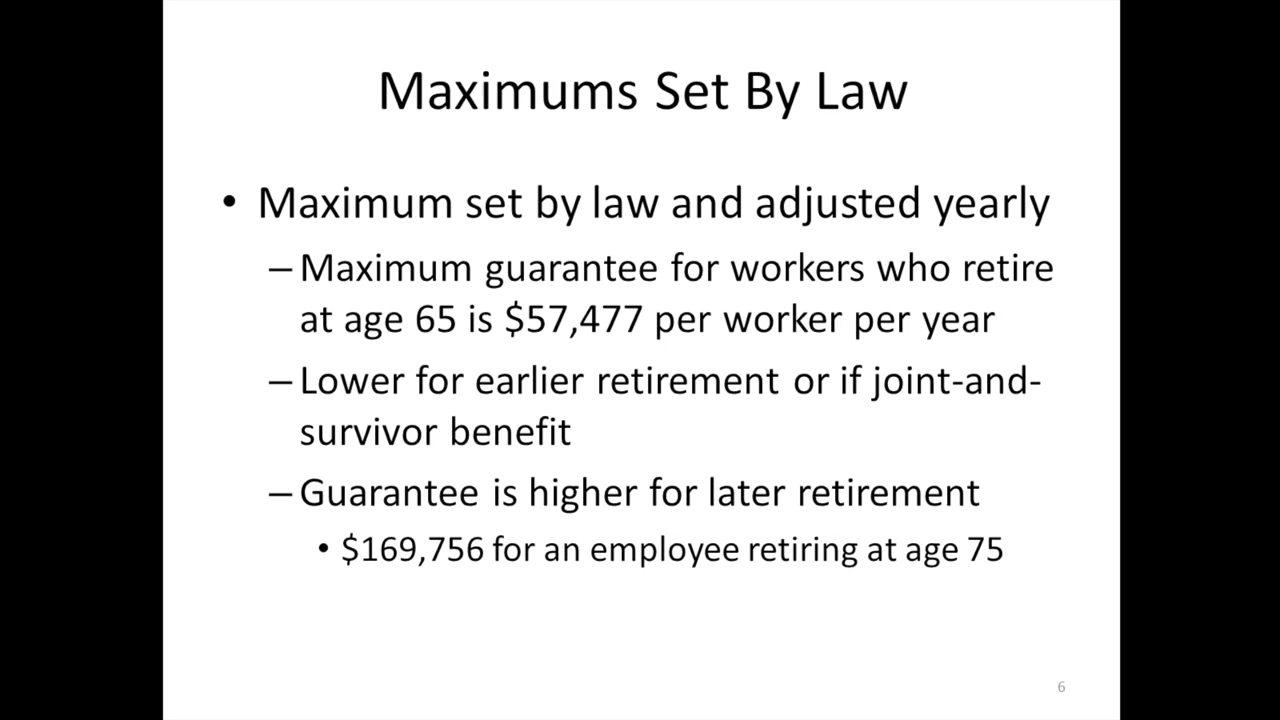 Maximums Set By Law
• Maximum set by law and adjusted yearly
– Maximum guarantee for workers who retire
at age 65 is $57,477 per worker per year
– Lower for earlier retirement or if joint-and-
survivor benefit
– Guarantee is higher for later retirement
• $169,756 for an employee retiring at age 75
6